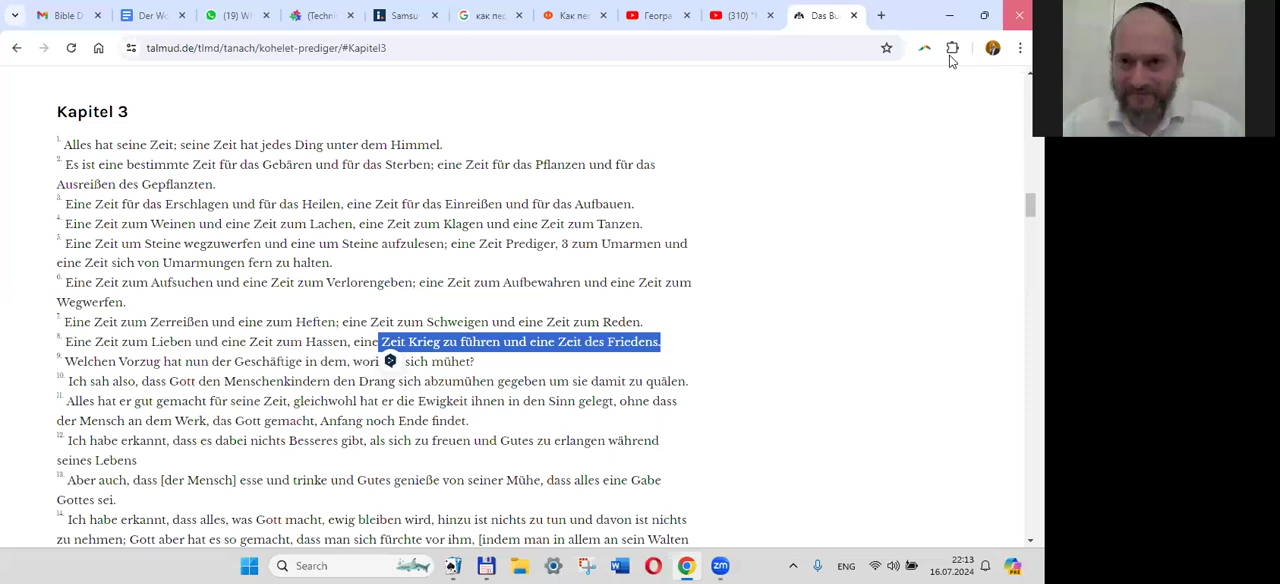 Bible D
Der Wo
(19) W
(Techni
Samsu
как пе
Как пе
Геогра
(310) "
Das Bu
talmud.de/tlmd/tanach/kohelet-prediger/#Kapitel3
Kapitel 3
1. Alles hat seine Zeit; seine Zeit hat jedes Ding unter dem Himmel.
2. Es ist eine bestimmte Zeit für das Gebären und für das Sterben; eine Zeit für das Pflanzen und für das
Ausreißen des Gepflanzten.
3. Eine Zeit für das Erschlagen und für das Heilen, eine Zeit für das Einreißen und für das Aufbauen.
4. Eine Zeit zum Weinen und eine Zeit zum Lachen, eine Zeit zum Klagen und eine Zeit zum Tanzen.
5. Eine Zeit um Steine wegzuwerfen und eine um Steine aufzulesen; eine Zeit Prediger, 3 zum Umarmen und
eine Zeit sich von Umarmungen fern zu halten.
6. Eine Zeit zum Aufsuchen und eine Zeit zum Verlorengeben; eine Zeit zum Aufbewahren und eine Zeit zum
Wegwerfen.
7. Eine Zeit zum Zerreißen und eine zum Heften; eine Zeit zum Schweigen und eine Zeit zum Reden.
8. Eine Zeit zum Lieben und eine Zeit zum Hassen, eine Zeit Krieg zu führen und eine Zeit des Friedens.
9. Welchen Vorzug hat nun der Geschäftige in dem, wori sich mühet?
10. Ich sah also, dass Gott den Menschenkindern den Drang sich abzumühen gegeben um sie damit zu quälen.
11. Alles hat er gut gemacht für seine Zeit, gleichwohl hat er die Ewigkeit ihnen in den Sinn gelegt, ohne dass
der Mensch an dem Werk, das Gott gemacht, Anfang noch Ende findet.
12. Ich habe erkannt, dass es dabei nichts Besseres gibt, als sich zu freuen und Gutes zu erlangen während
seines Lebens
13. Aber auch, dass [der Mensch] esse und trinke und Gutes genieße von seiner Mühe, dass alles eine Gabe
Gottes sei.
14. Ich habe erkannt, dass alles, was Gott macht, ewig bleiben wird, hinzu ist nichts zu tun und davon ist nichts
zu nehmen; Gott aber hat es so gemacht, dass man sich fürchte vor ihm, [indem man in allem an sein Walten
Search
ENG
22:13
16.07.2024